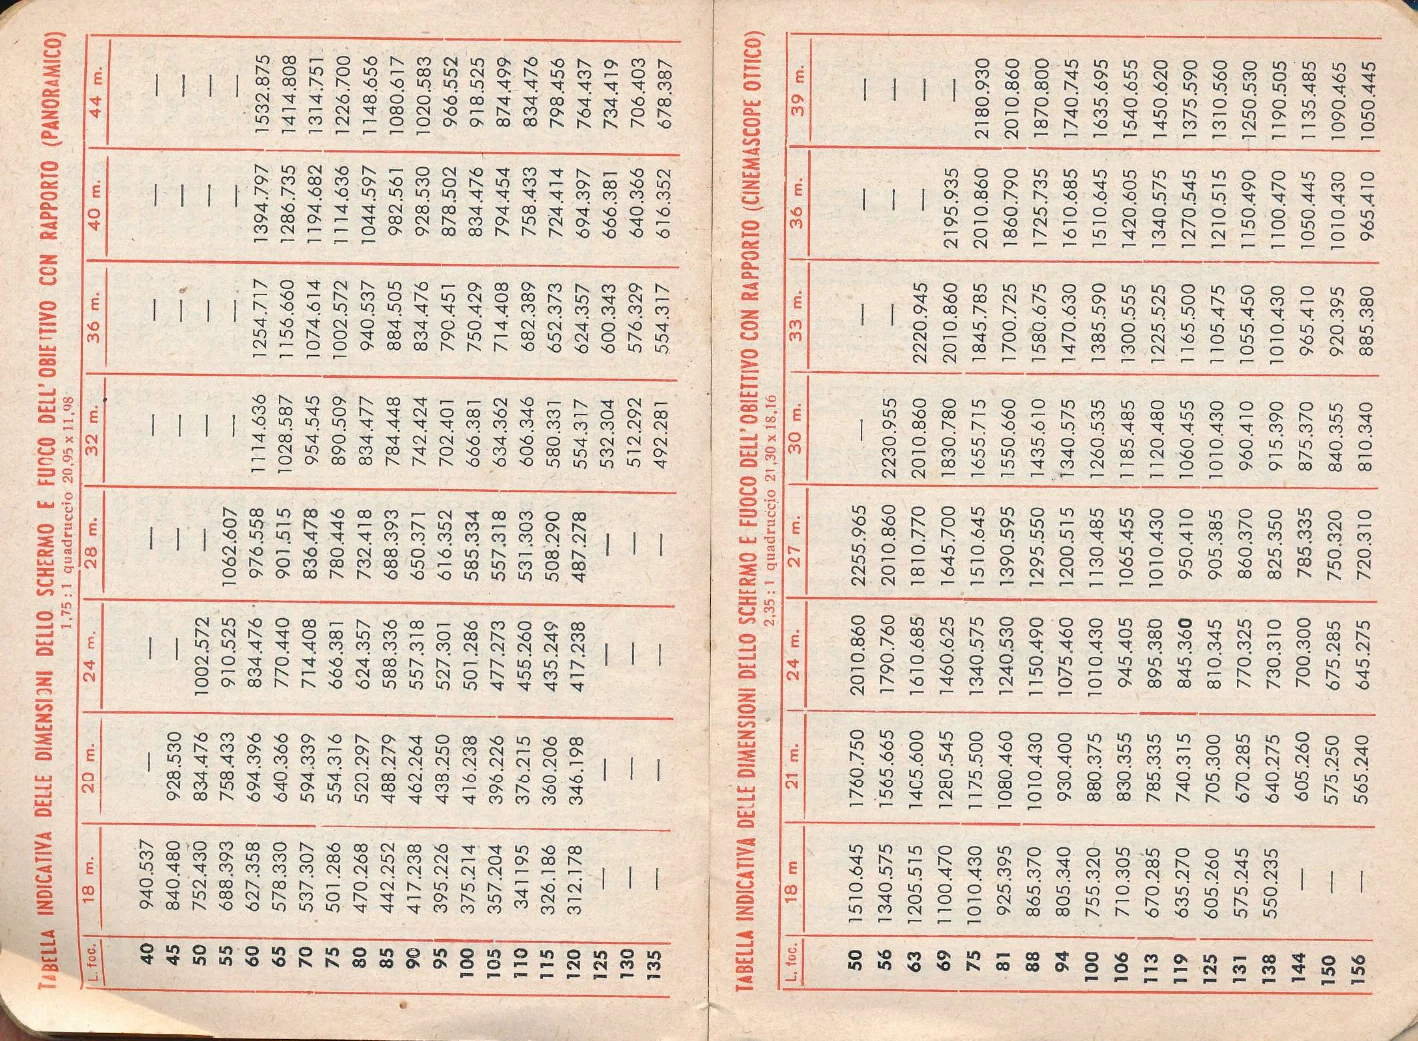 TABELLA INDICATIVA DELLE DIMENSIONI DELLO SCHERMO E FUOCO DELL'OBIETTIVO CON RAPPORTO (PANORAMICO)
1,75 : 1 quadruccio 20,95 x 11,98
L. foc. 18 m. 20 m. 24 m. 28 m. 32 m. 36 m. 40 m. 44 m.
40 940.537 — — — — — — —
45 840.480 928.530 — — — — — —
50 752.430 834.476 1002.572 — — — — —
55 688.393 758.433 910.525 1062.607 — — — —
60 627.358 694.396 834.476 976.558 1114.636 1254.717 1394.797 1532.875
65 578.330 640.366 770.440 901.515 1028.587 1156.660 1286.735 1414.808
70 537.307 594.339 714.408 836.478 954.545 1074.614 1194.682 1314.751
75 501.286 554.316 666.381 780.446 890.509 1002.572 1114.636 1226.700
80 470.268 520.297 624.357 732.418 834.477 940.537 1044.597 1148.656
85 442.252 488.279 588.336 688.393 784.448 884.505 982.561 1080.617
90 417.238 462.264 557.318 650.371 742.424 834.476 928.530 1020.583
95 395.226 438.250 527.301 616.352 702.401 790.451 878.502 966.552
100 375.214 416.238 501.286 585.334 666.381 750.429 834.476 918.525
105 357.204 396.226 477.273 557.318 634.362 714.408 794.454 874.499
110 341195 376.215 455.260 531.303 606.346 682.389 758.433 834.476
115 326.186 360.206 435.249 508.290 580.331 652.373 724.414 798.456
120 312.178 346.198 417.238 487.278 554.317 624.357 694.397 764.437
125 — — — — 532.304 600.343 666.381 734.419
130 — — — — 512.292 576.329 640.366 706.403
135 — — — — 492.281 554.317 616.352 678.387
TABELLA INDICATIVA DELLE DIMENSIONI DELLO SCHERMO E FUOCO DELL'OBIETTIVO CON RAPPORTO (CINEMASCOPE OTTICO)
2,35 : 1 quadruccio 21,30 x 18,16
L. foc. 18 m 21 m. 24 m. 27 m. 30 m. 33 m. 36 m. 39 m.
50 1510.645 1760.750 2010.860 2255.965 — — — —
56 1340.575 1565.665 1790.760 2010.860 2230.955 — — —
63 1205.515 1405.600 1610.685 1810.770 2010.860 2220.945 — —
69 1100.470 1280.545 1460.625 1645.700 1830.780 2010.860 2195.935 —
75 1010.430 1175.500 1340.575 1510.645 1655.715 1845.785 2010.860 2180.930
81 925.395 1080.460 1240.530 1390.595 1550.660 1700.725 1860.790 2010.860
88 865.370 1010.430 1150.490 1295.550 1435.610 1580.675 1725.735 1870.800
94 805.340 930.400 1075.460 1200.515 1340.575 1470.630 1610.685 1740.745
100 755.320 880.375 1010.430 1130.485 1260.535 1385.590 1510.645 1635.695
106 710.305 830.355 945.405 1065.455 1185.485 1300.555 1420.605 1540.655
113 670.285 785.335 895.380 1010.430 1120.480 1225.525 1340.575 1450.620
119 635.270 740.315 845.360 950.410 1060.455 1165.500 1270.545 1375.590
125 605.260 705.300 810.345 905.385 1010.430 1105.475 1210.515 1310.560
131 575.245 670.285 770.325 860.370 960.410 1055.450 1150.490 1250.530
138 550.235 640.275 730.310 825.350 915.390 1010.430 1100.470 1190.505
144 — 605.260 700.300 785.335 875.370 965.410 1050.445 1135.485
150 — 575.250 675.285 750.320 840.355 920.395 1010.430 1090.465
156 — 565.240 645.275 720.310 810.340 885.380 965.410 1050.445